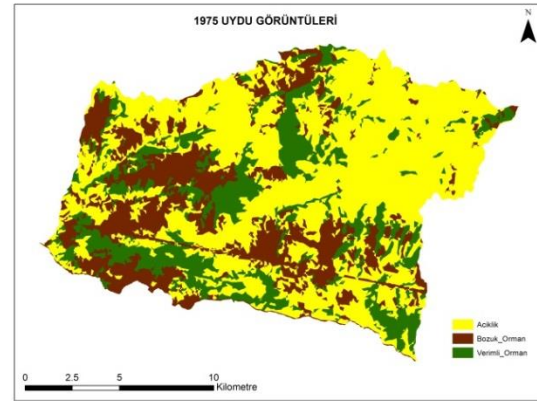 1975 UYDU GÖRÜNTÜLERİ
N
Aciklik
Bozuk_Orman
Verimli_Orman
0 2.5 5 10
Kilometre